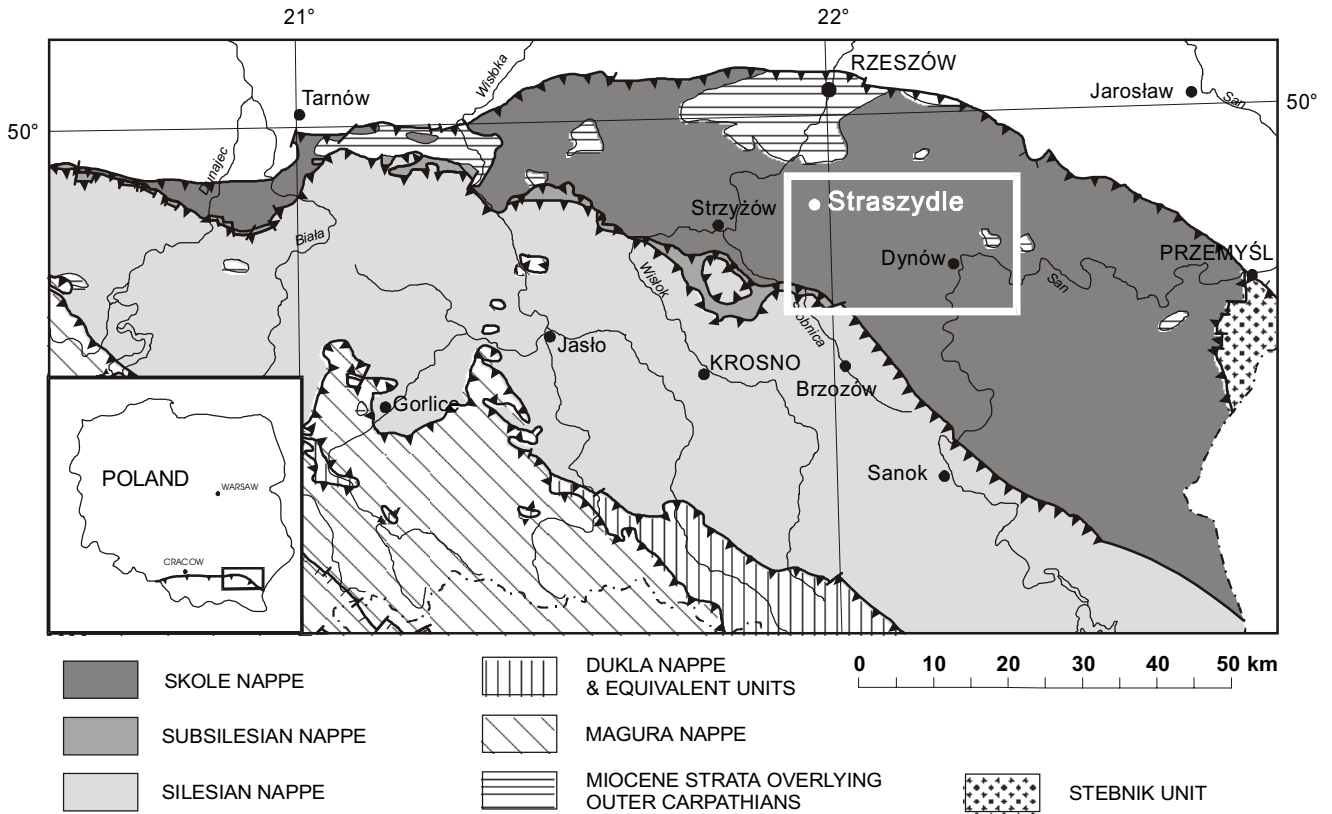 21°
22°
RZESZÓW
Wisłoka
Jarosław
San
50°
Tarnów
50°
Dunajec
Strzyżów
Straszydle
Biała
Dynów
PRZEMYŚL
San
Wisłok
Jasło
KROSNO
Brzozów
Gorlice
Sanok
POLAND
WARSAW
CRACOW
SKOLE NAPPE
SUBSILESIAN NAPPE
SILESIAN NAPPE
DUKLA NAPPE
& EQUIVALENT UNITS
MAGURA NAPPE
MIOCENE STRATA OVERLYING
OUTER CARPATHIANS
0 10 20 30 40 50 km
STEBNIK UNIT